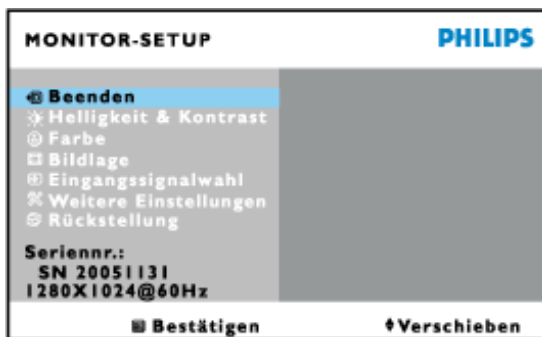 MONITOR-SETUP PHILIPS
Beenden
Helligkeit & Kontrast
Farbe
Bildlage
Eingangssignalwahl
Weitere Einstellungen
Rückstellung
Seriennr.:
SN 20051131
1280X1024@60Hz
Bestätigen Verschieben